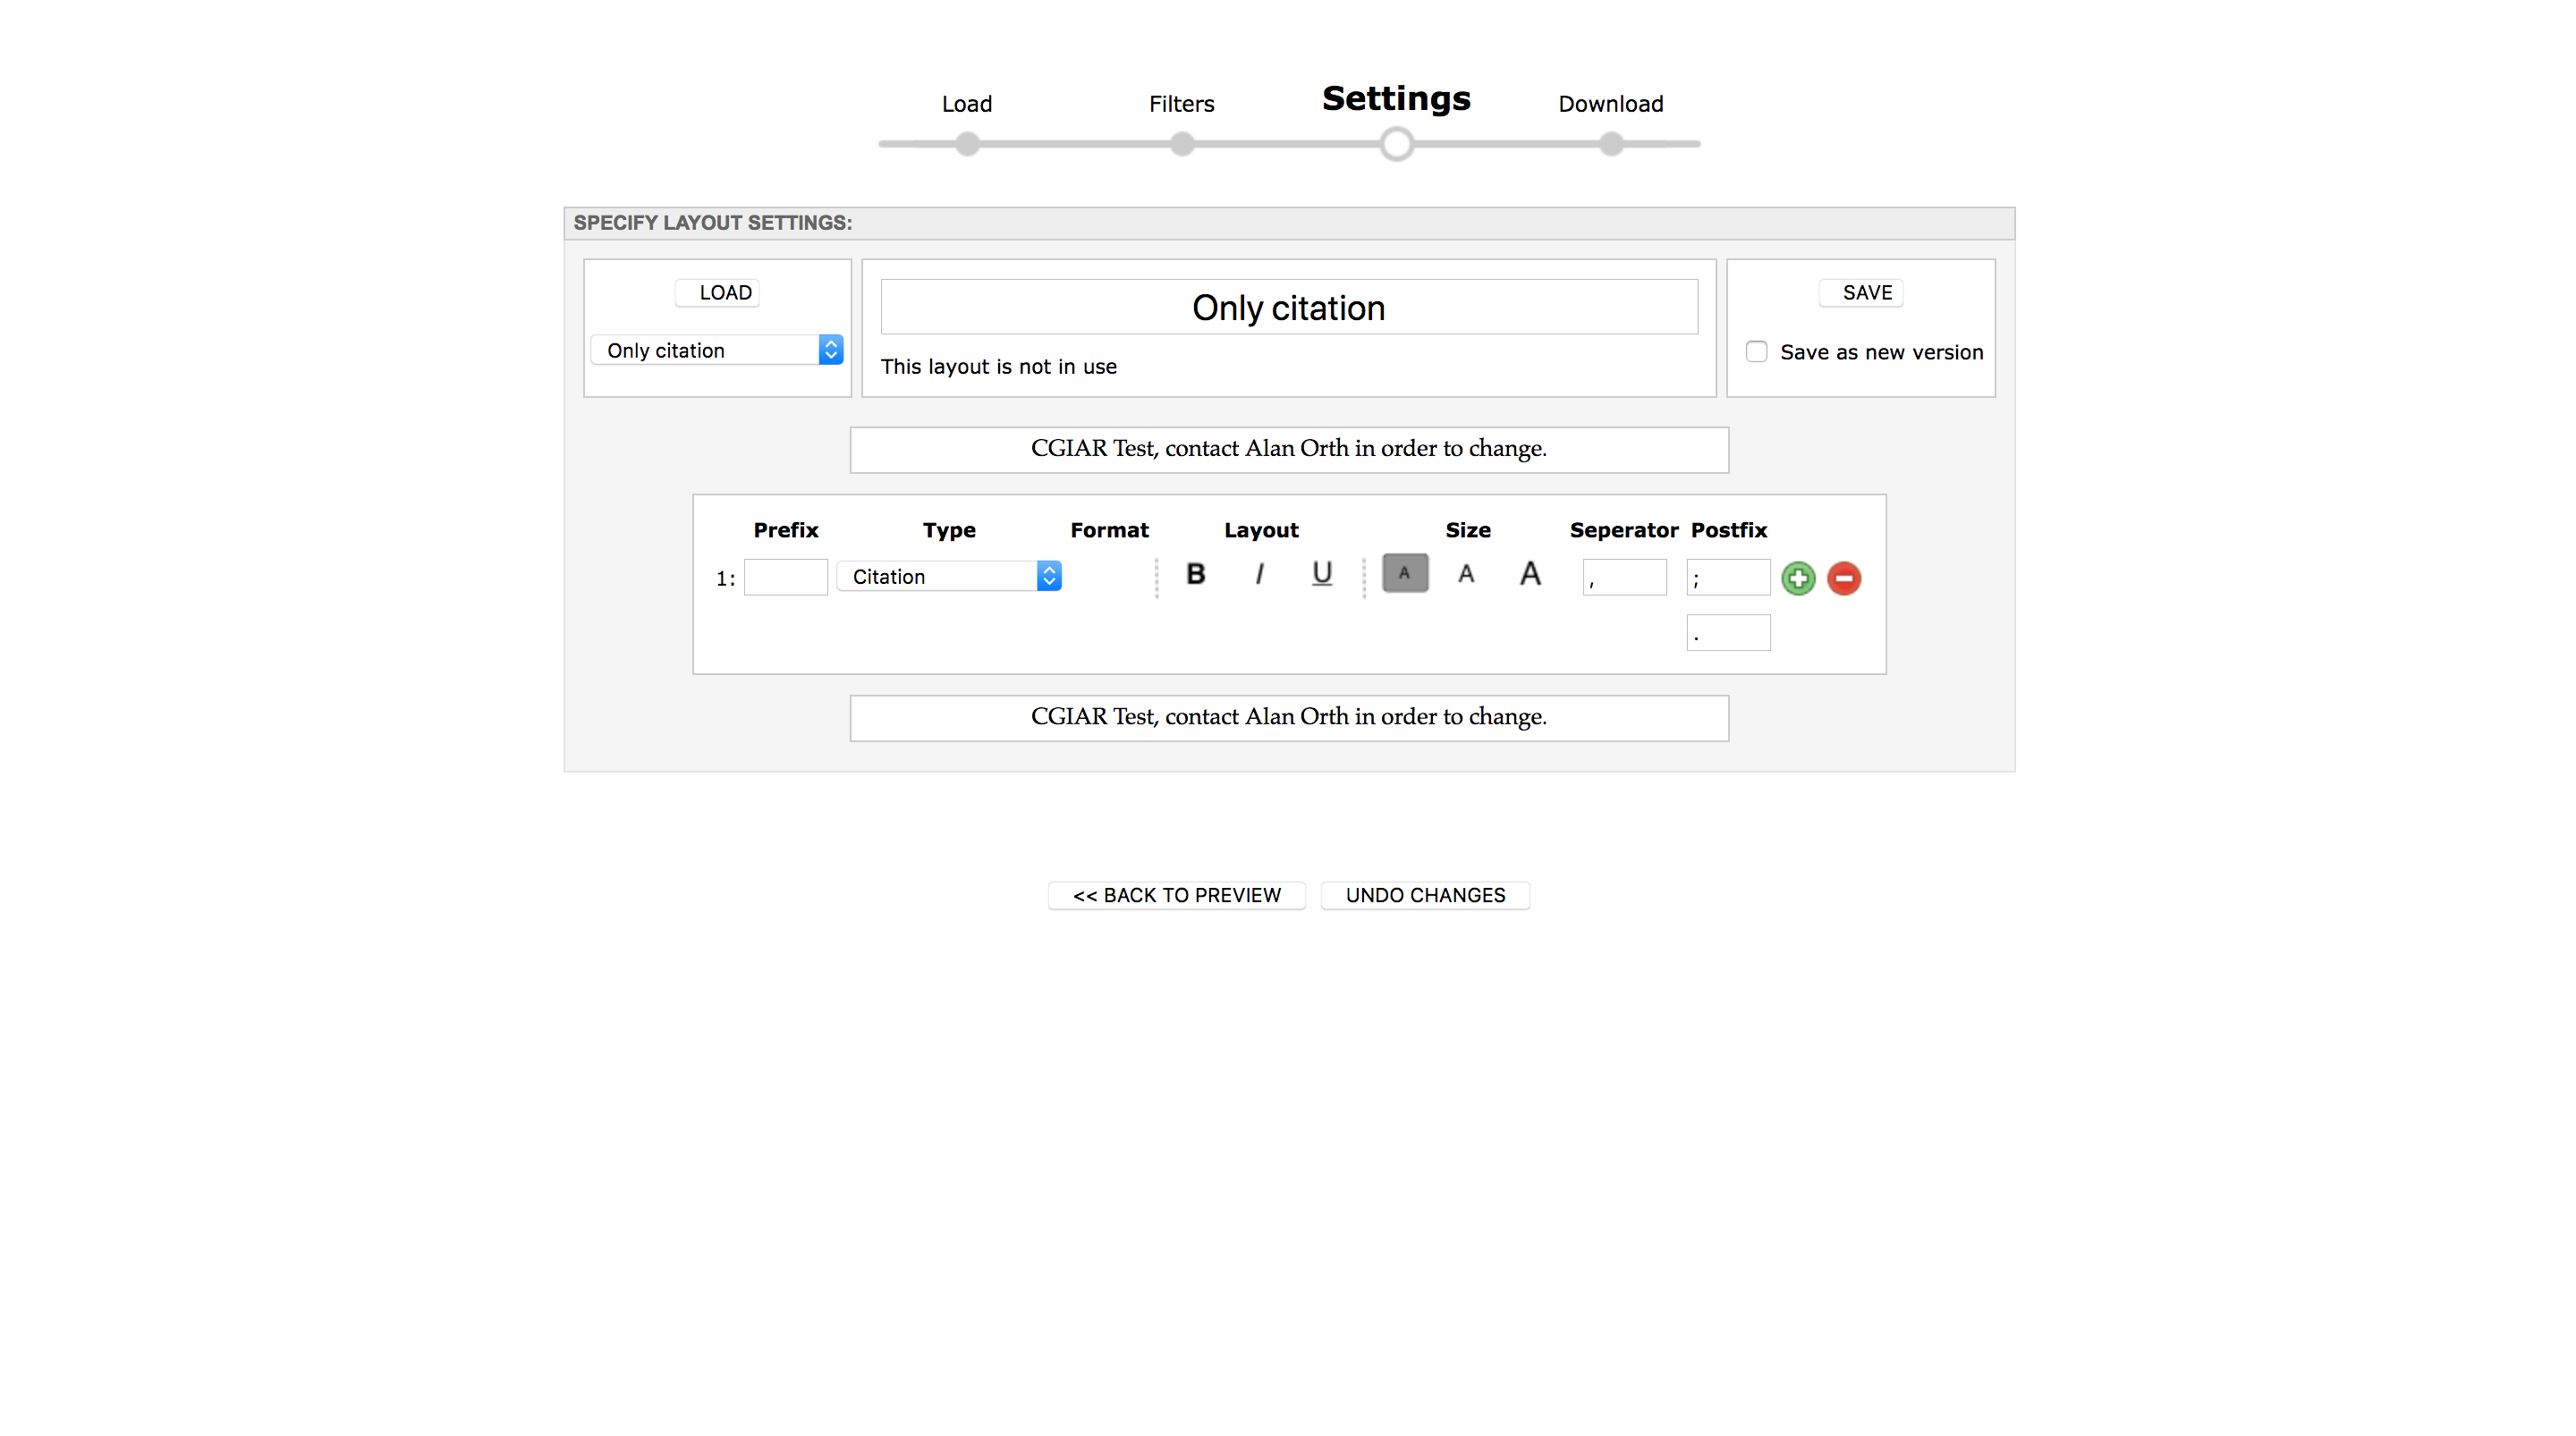 Load Filters Settings Download
SPECIFY LAYOUT SETTINGS:
LOAD
Only citation
Only citation
This layout is not in use
SAVE
Save as new version
CGIAR Test, contact Alan Orth in order to change.
Prefix Type Format Layout Size Seperator Postfix
1: Citation B I U A A A , ;
.
CGIAR Test, contact Alan Orth in order to change.
<< BACK TO PREVIEW UNDO CHANGES